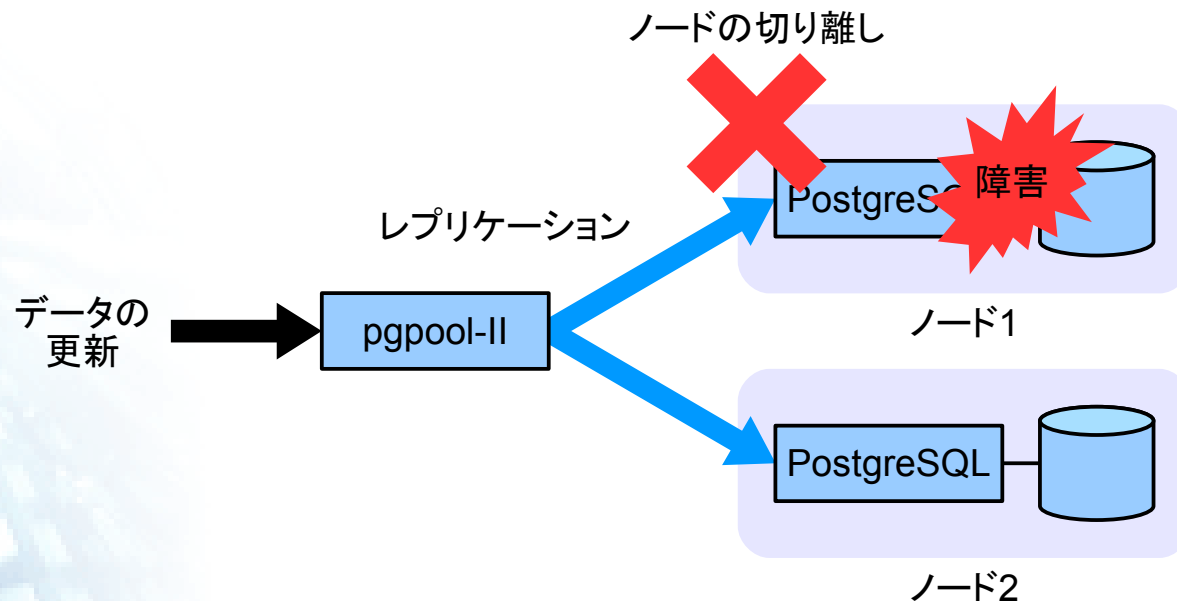 ノードの切り離し
PostgreSQ
障害
レプリケーション
ノード1
データの
更新
pgpool-II
PostgreSQL
ノード2